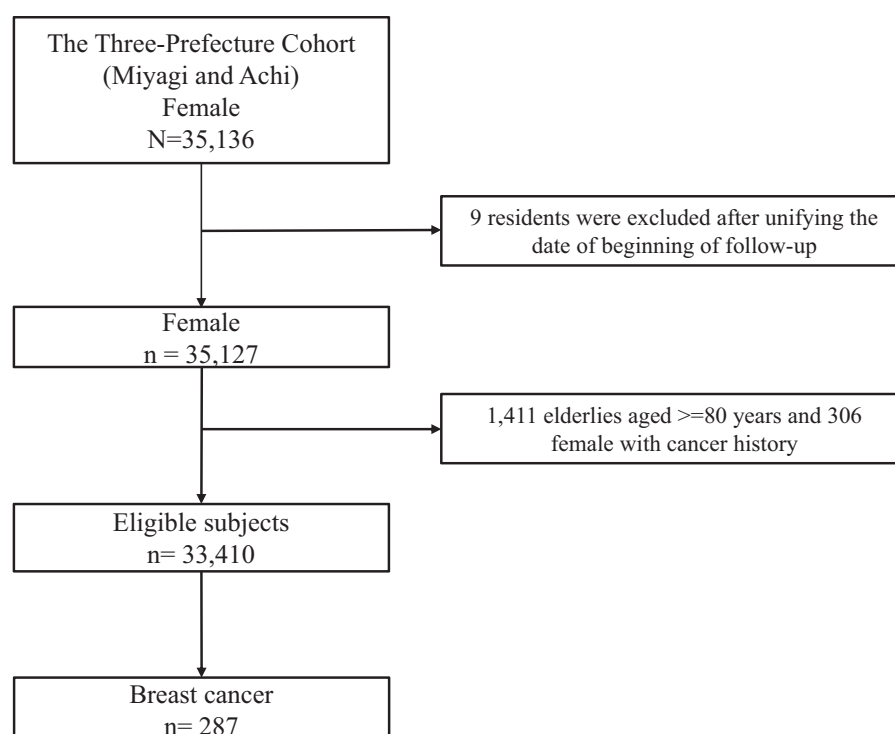 The Three-Prefecture Cohort
(Miyagi and Achi)
Female
N=35,136
9 residents were excluded after unifying the
date of beginning of follow-up
Female
n = 35,127
1,411 elderlies aged >=80 years and 306
female with cancer history
Eligible subjects
n= 33,410
Breast cancer
n= 287